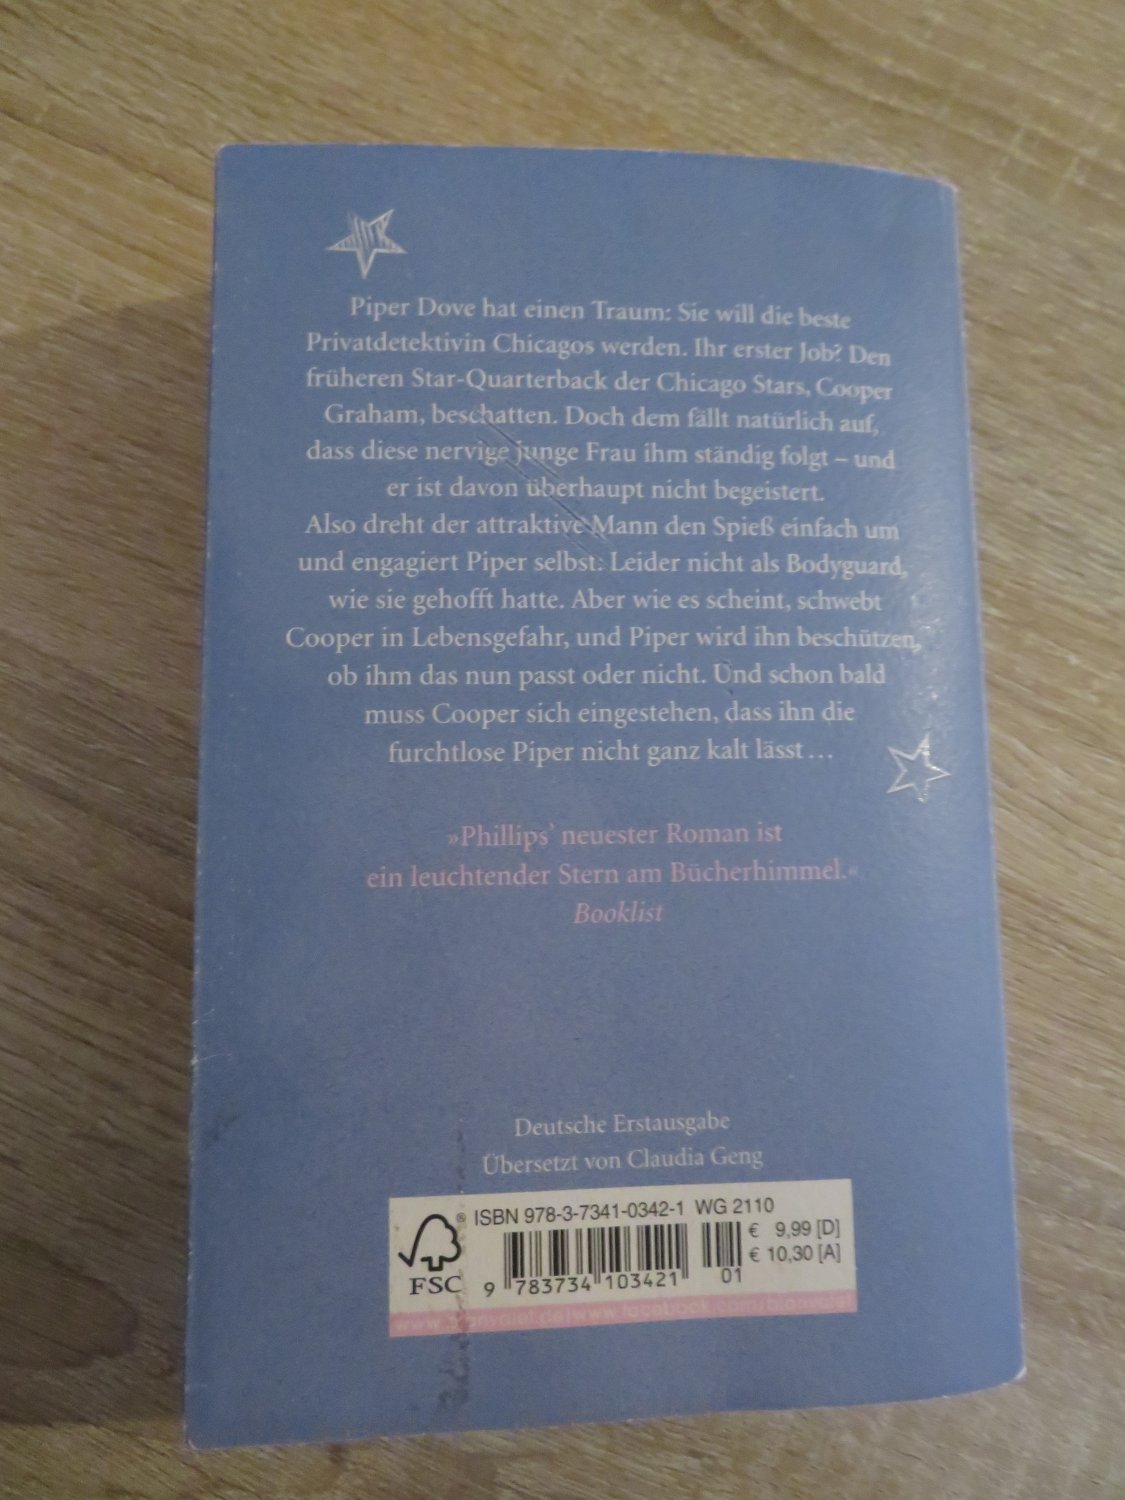 Piper Dove hat einen Traum: Sie will die beste
Privatdetektivin Chicagos werden. Ihr erster Job? Den
früheren Star-Quarterback der Chicago Stars, Cooper
Graham, beschatten. Doch dem fällt natürlich auf,
dass diese nervige junge Frau ihm ständig folgt – und
er ist davon überhaupt nicht begeistert.
Also dreht der attraktive Mann den Spieß einfach um
und engagiert Piper selbst: Leider nicht als Bodyguard,
wie sie gehofft hatte. Aber wie es scheint, schwebt
Cooper in Lebensgefahr, und Piper wird ihn beschützen,
ob ihm das nun passt oder nicht. Und schon bald
muss Cooper sich eingestehen, dass ihn die
furchtlose Piper nicht ganz kalt lässt …
»Phillips’ neuester Roman ist
ein leuchtender Stern am Bücherhimmel.«
Booklist
Deutsche Erstausgabe
Übersetzt von Claudia Geng
ISBN 978-3-7341-0342-1 WG 2110
€ 9,99 [D]
€ 10,30 [A]
® FSC
9 783734 103421 01
www.blanvalet.de/www.facebook.com/blanvalet